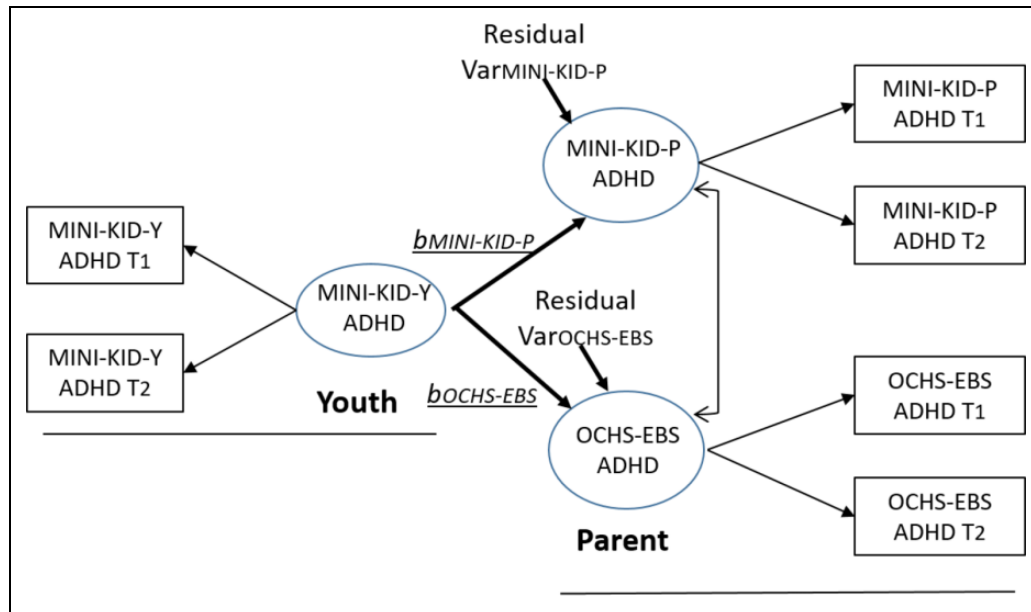 Residual
VarMINI-KID-P
MINI-KID-P
ADHD
MINI-KID-P
ADHD T1
MINI-KID-P
ADHD T2
MINI-KID-Y
ADHD T1
MINI-KID-Y
ADHD T2
MINI-KID-Y
ADHD
Youth
bMINI-KID-P
bOCHS-EBS
Residual
VarOCHS-EBS
OCHS-EBS
ADHD
Parent
OCHS-EBS
ADHD T1
OCHS-EBS
ADHD T2